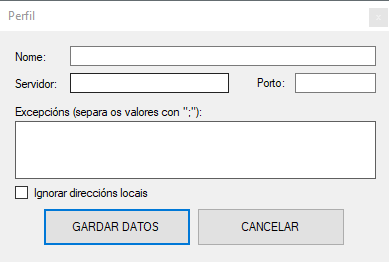 Perfil
Nome:
Servidor: Porto:
Excepcións (separa os valores con ";"):
Ignorar direccións locais
GARDAR DATOS CANCELAR